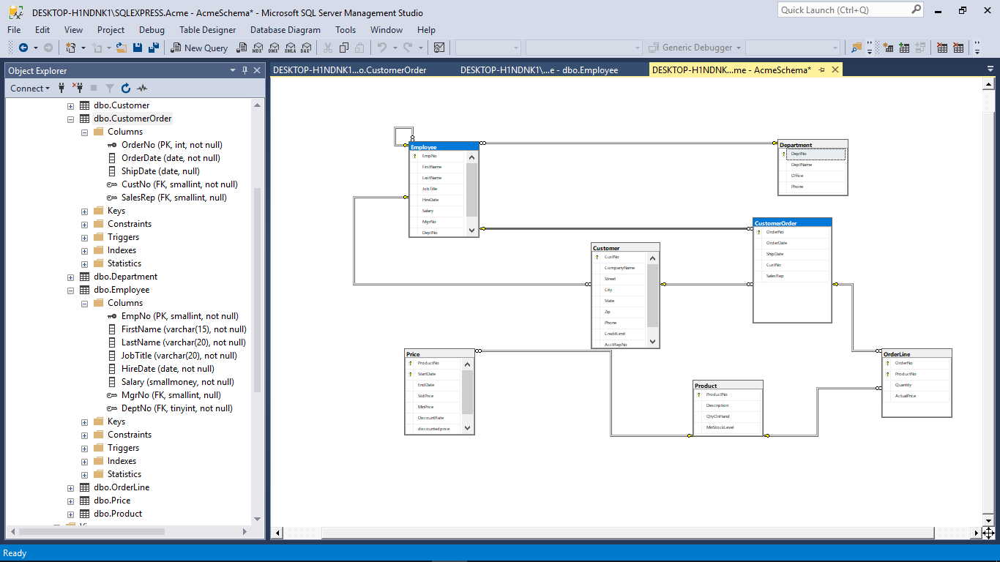 DESKTOP-H1NDNK1\SQLEXPRESS.Acme - AcmeSchema* - Microsoft SQL Server Management Studio
Quick Launch (Ctrl+Q)
File Edit View Project Debug Table Designer Database Diagram Tools Window Help
New Query MDX DMX XMLA DAX Generic Debugger
Object Explorer
Connect
dbo.Customer
dbo.CustomerOrder
Columns
OrderNo (PK, int, not null)
OrderDate (date, not null)
ShipDate (date, null)
CustNo (FK, smallint, not null)
SalesRep (FK, smallint, null)
Keys
Constraints
Triggers
Indexes
Statistics
dbo.Department
dbo.Employee
Columns
EmpNo (PK, smallint, not null)
FirstName (varchar(15), not null)
LastName (varchar(20), not null)
JobTitle (varchar(20), not null)
HireDate (date, not null)
Salary (smallmoney, not null)
MgrNo (FK, smallint, null)
DeptNo (FK, tinyint, not null)
Keys
Constraints
Triggers
Indexes
Statistics
dbo.OrderLine
dbo.Price
dbo.Product
DESKTOP-H1NDNK1...o.CustomerOrder
DESKTOP-H1NDNK1\...e - dbo.Employee
DESKTOP-H1NDNK...me - AcmeSchema*
Employee
EmpNo
FirstName
LastName
JobTitle
HireDate
Salary
MgrNo
DeptNo
Department
DeptNo
DeptName
Office
Phone
CustomerOrder
OrderNo
OrderDate
ShipDate
CustNo
SalesRep
Customer
CustNo
CompanyName
Street
City
State
Zip
Phone
CreditLimit
AcctRepNo
Price
ProductNo
StartDate
EndDate
StdPrice
MinPrice
DiscountRate
discountedprice
Product
ProductNo
Description
QtyOnHand
MinStockLevel
OrderLine
OrderNo
ProductNo
Quantity
ActualPrice
Ready